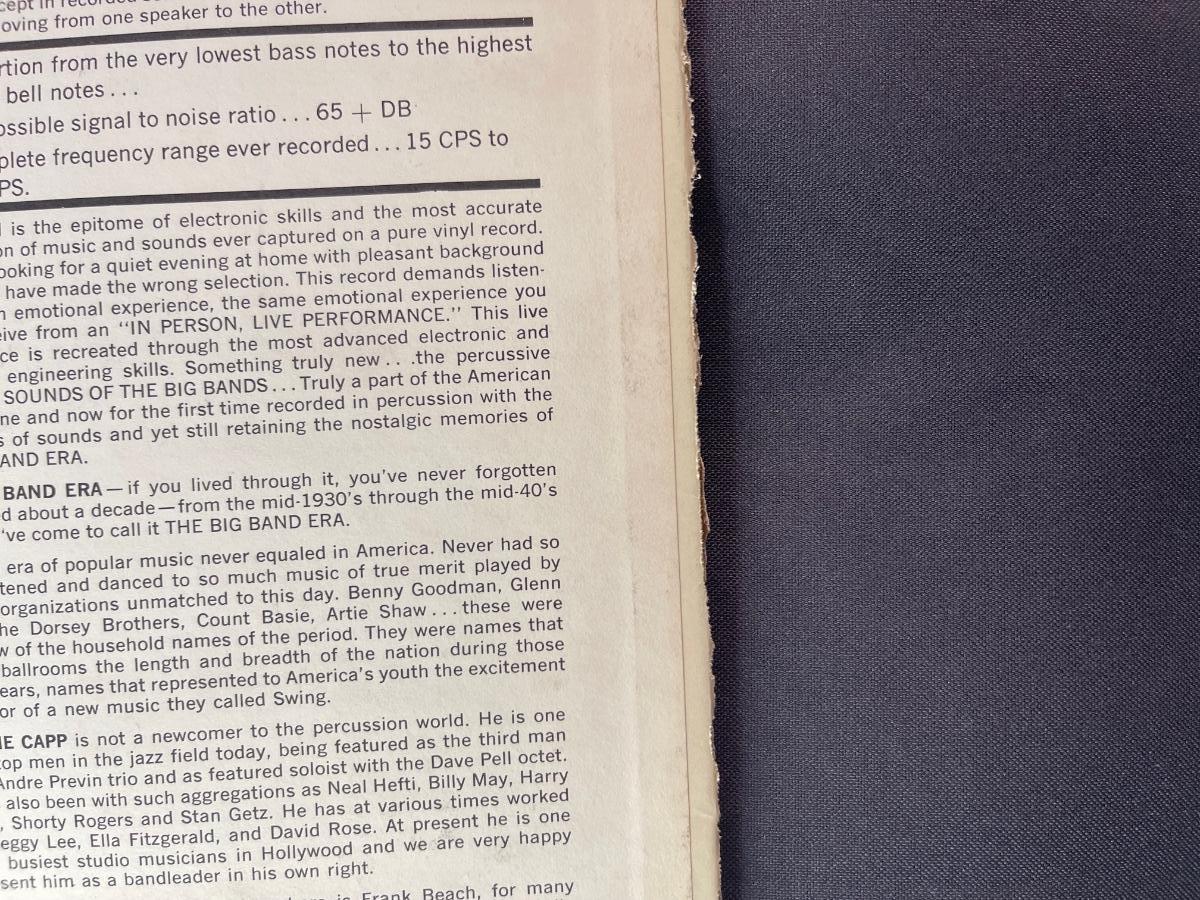 cept in recorded
oving from one speaker to the other.
rtion from the very lowest bass notes to the highest
bell notes...
ossible signal to noise ratio... 65 + DB
plete frequency range ever recorded... 15 CPS to
PS.
is the epitome of electronic skills and the most accurate
on of music and sounds ever captured on a pure vinyl record.
ooking for a quiet evening at home with pleasant background
have made the wrong selection. This record demands listen-
n emotional experience, the same emotional experience you
eive from an "IN PERSON, LIVE PERFORMANCE." This live
ce is recreated through the most advanced electronic and
engineering skills. Something truly new...the percussive
SOUNDS OF THE BIG BANDS... Truly a part of the American
ne and now for the first time recorded in percussion with the
s of sounds and yet still retaining the nostalgic memories of
AND ERA.
BAND ERA—if you lived through it, you've never forgotten
d about a decade—from the mid-1930's through the mid-40's
've come to call it THE BIG BAND ERA.
era of popular music never equaled in America. Never had so
tened and danced to so much music of true merit played by
organizations unmatched to this day. Benny Goodman, Glenn
he Dorsey Brothers, Count Basie, Artie Shaw... these were
w of the household names of the period. They were names that
ballrooms the length and breadth of the nation during those
ears, names that represented to America's youth the excitement
or of a new music they called Swing.
IE CAPP is not a newcomer to the percussion world. He is one
top men in the jazz field today, being featured as the third man
Andre Previn trio and as featured soloist with the Dave Pell octet.
also been with such aggregations as Neal Hefti, Billy May, Harry
, Shorty Rogers and Stan Getz. He has at various times worked
eggy Lee, Ella Fitzgerald, and David Rose. At present he is one
busiest studio musicians in Hollywood and we are very happy
sent him as a bandleader in his own right.
is Frank Beach, for many